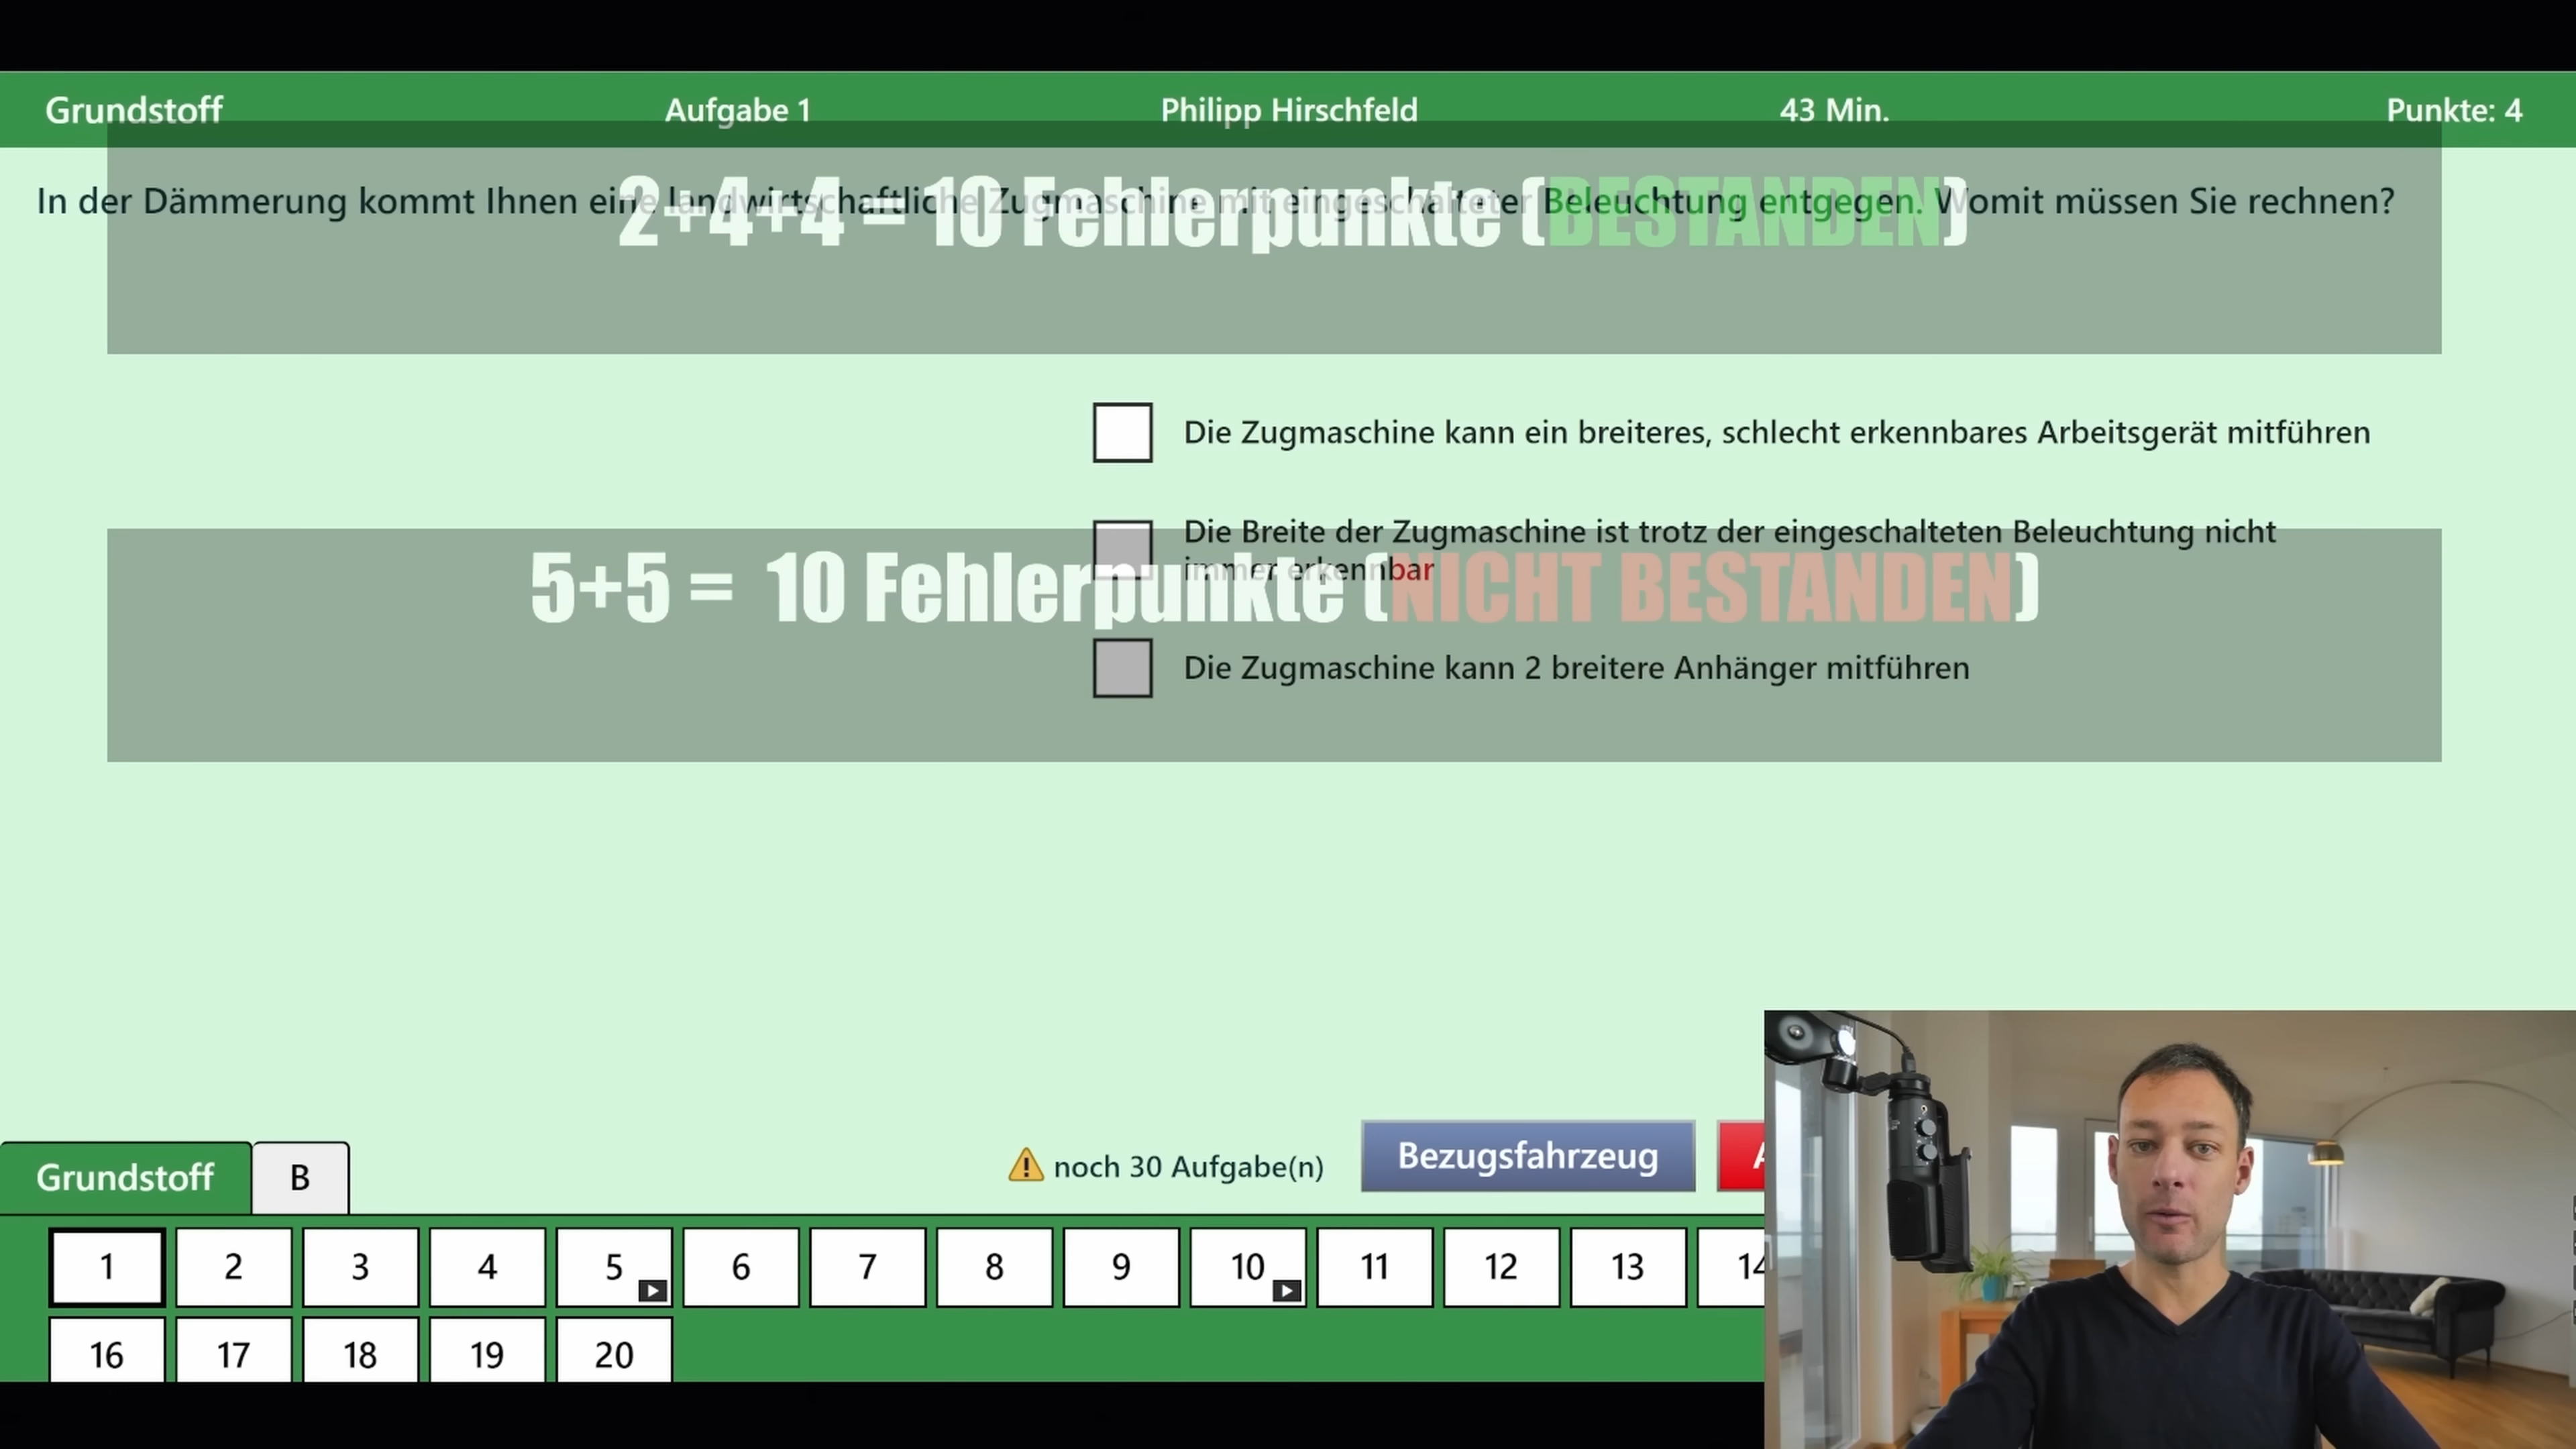 Grundstoff Aufgabe 1 Philipp Hirschfeld 43 Min. Punkte: 4
In der Dämmerung kommt Ihnen eine landwirtschaftliche Zugmaschine mit eingeschalteter Beleuchtung entgegen. Womit müssen Sie rechnen?
2+4+4 = 10 Fehlerpunkte (BESTANDEN)
Die Zugmaschine kann ein breiteres, schlecht erkennbares Arbeitsgerät mitführen
Die Breite der Zugmaschine ist trotz der eingeschalteten Beleuchtung nicht
immer erkennbar
5+5 = 10 Fehlerpunkte (NICHT BESTANDEN)
Die Zugmaschine kann 2 breitere Anhänger mitführen
noch 30 Aufgabe(n) Bezugsfahrzeug A
Grundstoff B
1 2 3 4 5 6 7 8 9 10 11 12 13 14
16 17 18 19 20